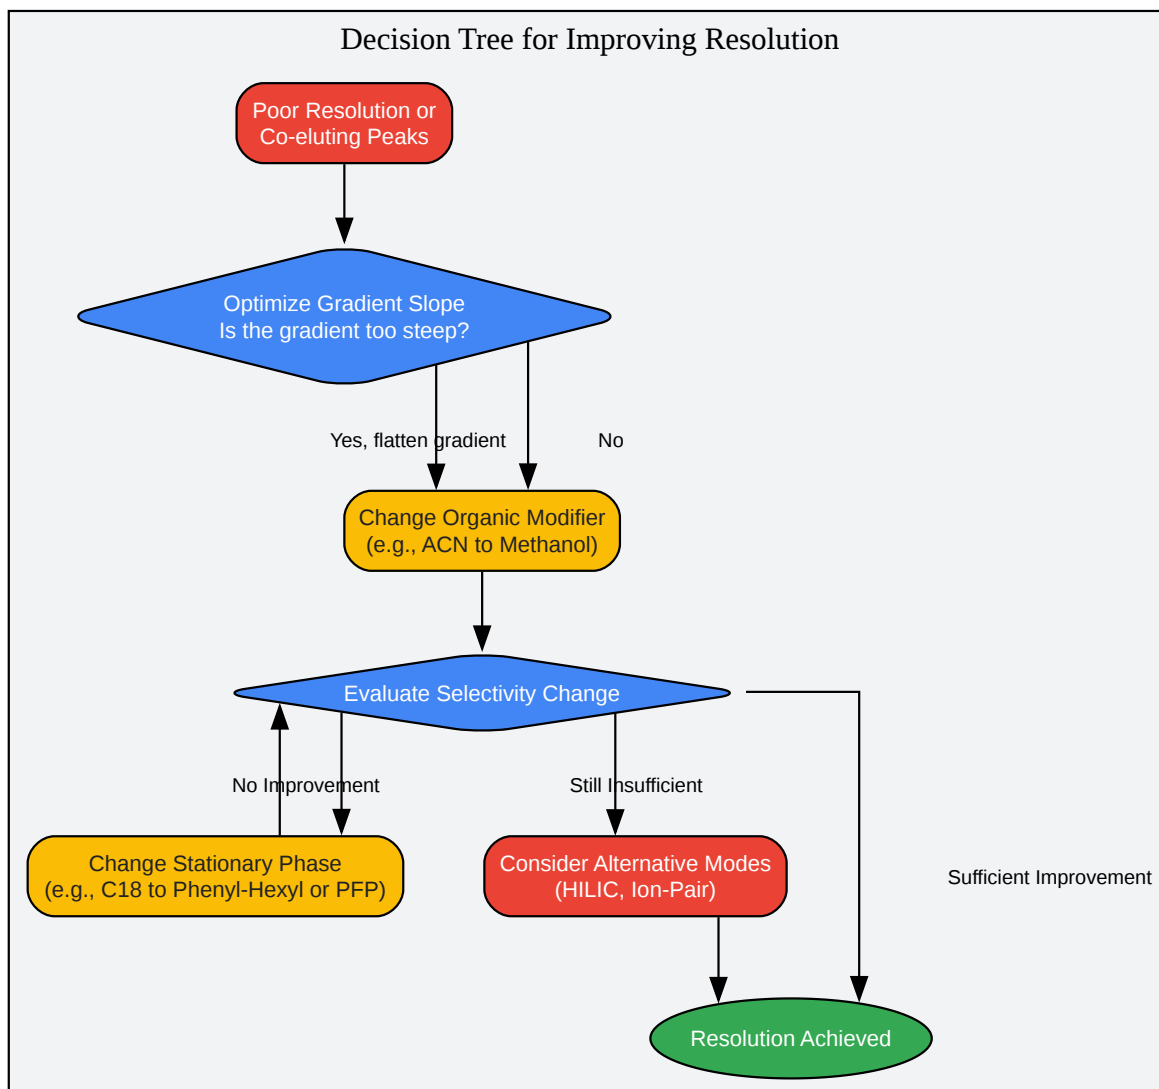 Decision Tree for Improving Resolution
Poor Resolution or
Co-eluting Peaks
Optimize Gradient Slope
Is the gradient too steep?
Yes, flatten gradient
No
Change Organic Modifier
(e.g., ACN to Methanol)
Evaluate Selectivity Change
No Improvement
Still Insufficient
Change Stationary Phase
(e.g., C18 to Phenyl-Hexyl or PFP)
Consider Alternative Modes
(HILIC, Ion-Pair)
Sufficient Improvement
Resolution Achieved